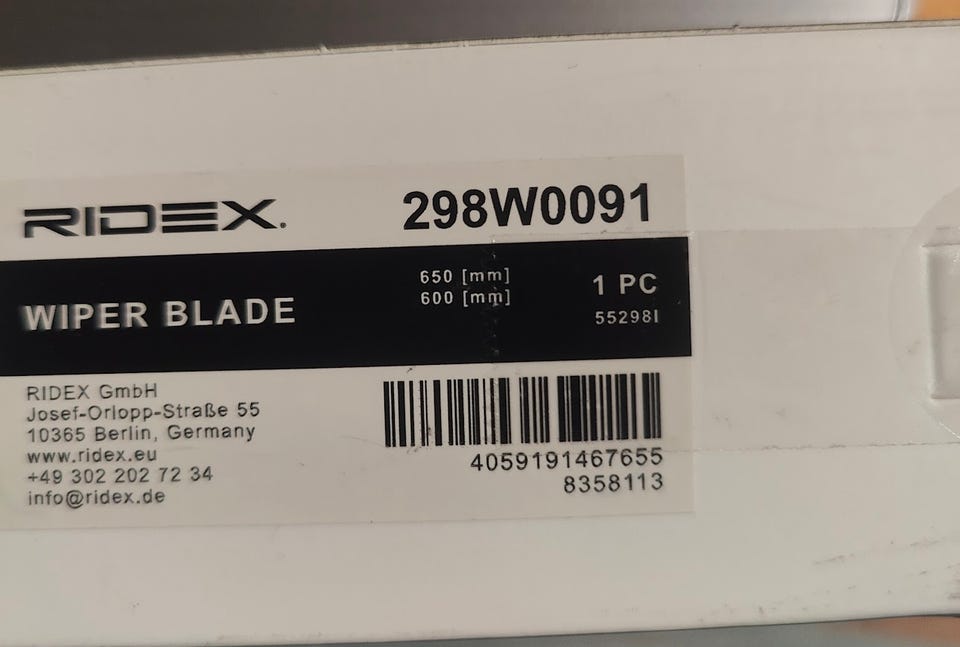 RIDEX.
298W0091
WIPER BLADE
650 [mm]
600 [mm]
1 PC
55298I
RIDEX GmbH
Josef-Orlopp-Straße 55
10365 Berlin, Germany
www.ridex.eu
+49 302 202 72 34
info@ridex.de
4059191467655
8358113